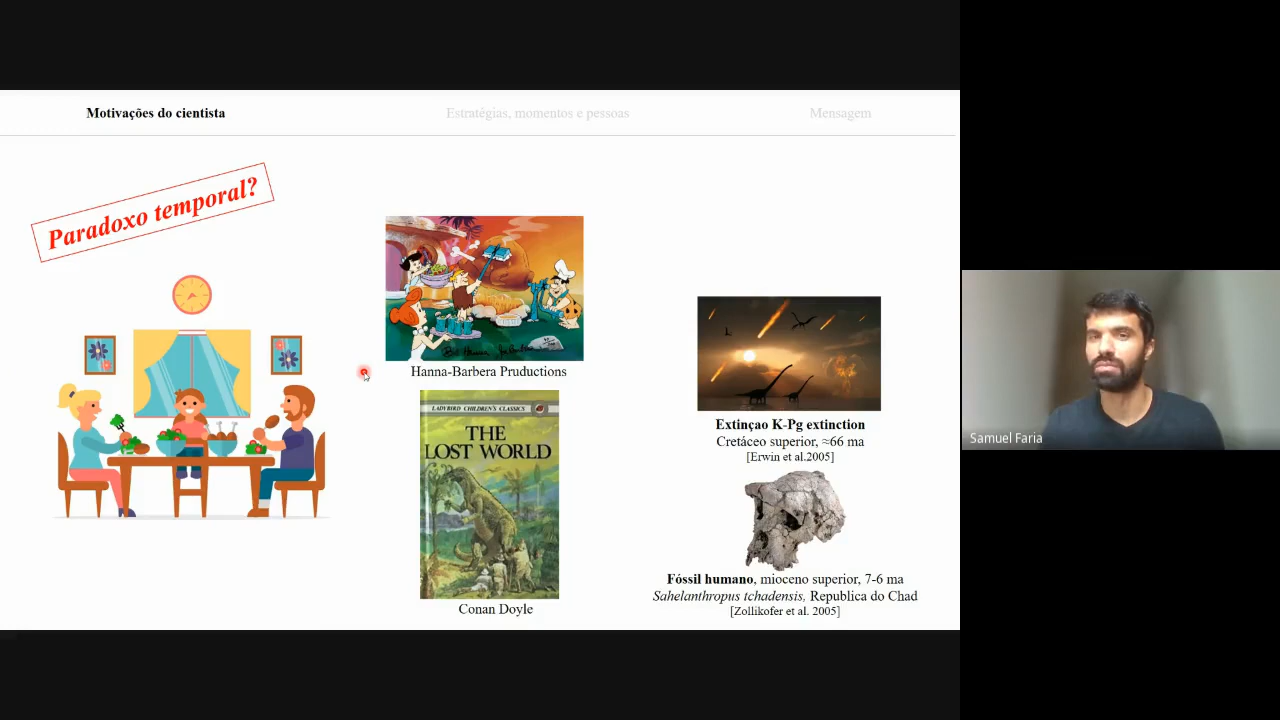 Motivações do cientista
Estratégias, momentos e pessoas
Mensagem
Paradoxo temporal?
Hanna-Barbera Pruductions
LADYBIRD CHILDREN'S CLASSICS
THE
LOST WORLD
Conan Doyle
Extinçao K-Pg extinction
Cretáceo superior, ≈66 ma
[Erwin et al.2005]
Fóssil humano, mioceno superior, 7-6 ma
Sahelanthropus tchadensis, Republica do Chad
[Zollikofer et al. 2005]
Samuel Faria